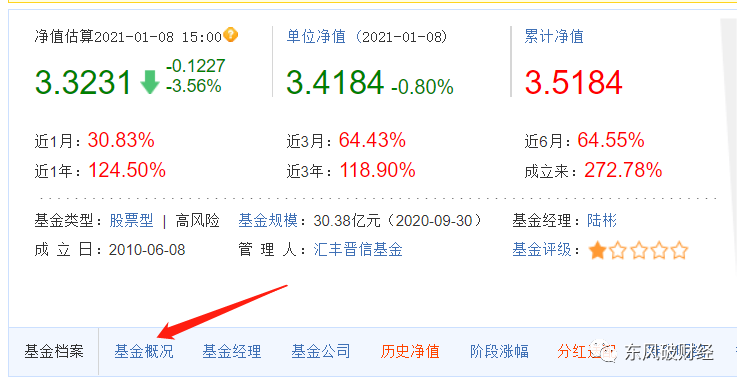 净值估算2021-01-08 15:00 单位净值 (2021-01-08) 累计净值
3.3231 -0.1227 -3.56% 3.4184 -0.80% 3.5184
近1月：30.83% 近3月：64.43% 近6月：64.55%
近1年：124.50% 近3年：118.90% 成立来：272.78%
基金类型：股票型 | 高风险 基金规模：30.38亿元（2020-09-30） 基金经理：陆彬
成 立 日：2010-06-08 管 理 人：汇丰晋信基金 基金评级：
基金档案 基金概况 基金经理 基金公司 历史净值 阶段涨幅 分红 东风破财经